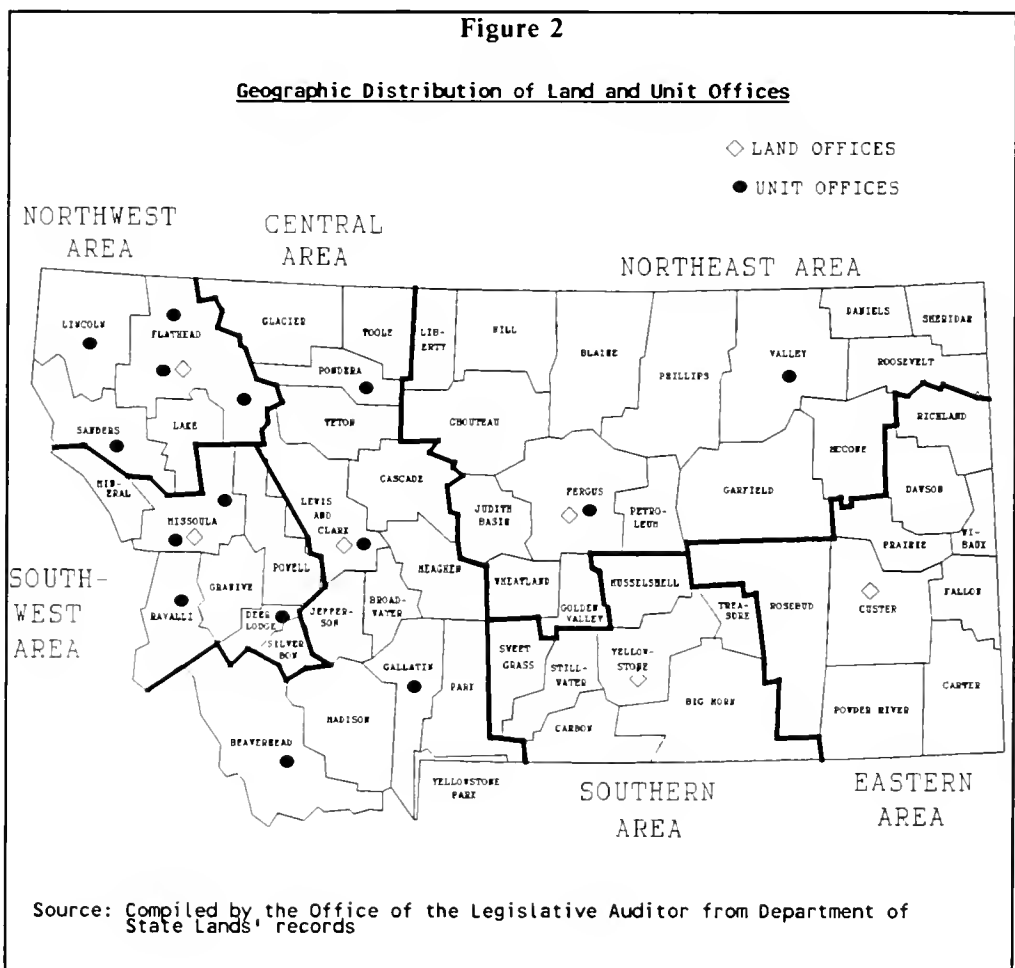 Figure 2
Geographic Distribution of Land and Unit Offices
LAND OFFICES
UNIT OFFICES
NORTHWEST
AREA
CENTRAL
AREA
NORTHEAST AREA
LINCOLN
FLATHEAD
GLACIER
TOOLE
LIB-
ERTY
HILL
BLAINE
PHILLIPS
VALLEY
DANIELS
SHERIDAN
ROOSEVELT
PONDERA
SANDERS
LAKE
TETON
CHOUTEAU
MCCONE
RICHLAND
MIN-
ERAL
MISSOULA
LEWIS
AND
CLARK
CASCADE
JUDITH
BASIN
FERGUS
PETRO-
LEUM
GARFIELD
DAWSON
PRAIRIE
WI-
BAUX
SOUTH-
WEST
AREA
RAVALLI
GRANIVE
POWELL
DEER
LODGE
SILVER
BOW
JEFFER-
SON
BROAD-
WATER
MEAGHER
WHEATLAND
GOLDEN
VALLEY
MUSSELSHELL
TREA-
SURE
ROSEBUD
CUSTER
FALLON
GALLATIN
PARK
SWEET
GRASS
STILL-
WATER
YELLOW-
STONE
BIG HORN
CARBON
POWDER RIVER
CARTER
BEAVERHEAD
MADISON
YELLOWSTONE
PARK
SOUTHERN
AREA
EASTERN
AREA
Source: Compiled by the Office of the Legislative Auditor from Department of
State Lands' records